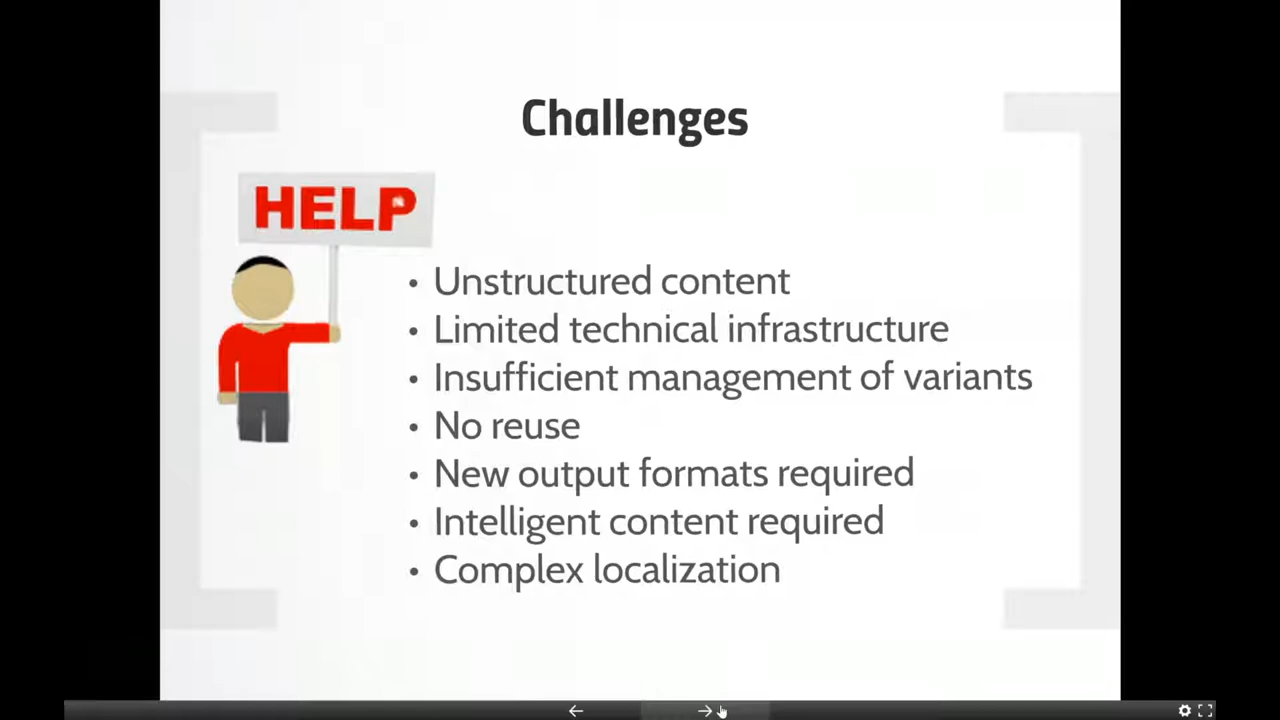 Challenges
HELP
• Unstructured content
• Limited technical infrastructure
• Insufficient management of variants
• No reuse
• New output formats required
• Intelligent content required
• Complex localization